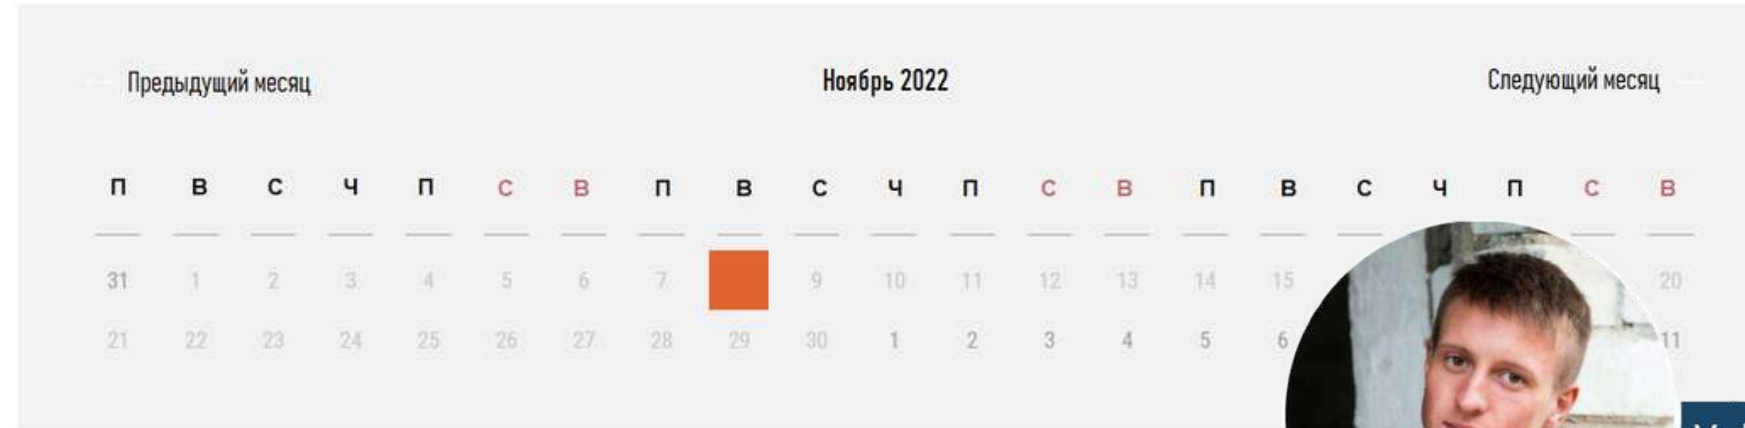 Предыдущий месяц Ноябрь 2022 Следующий месяц
П В С Ч П С В П В С Ч П С В П В С Ч П С В
31 1 2 3 4 5 6 7 9 10 11 12 13 14 15 20
21 22 23 24 25 26 27 28 29 30 1 2 3 4 5 6 11